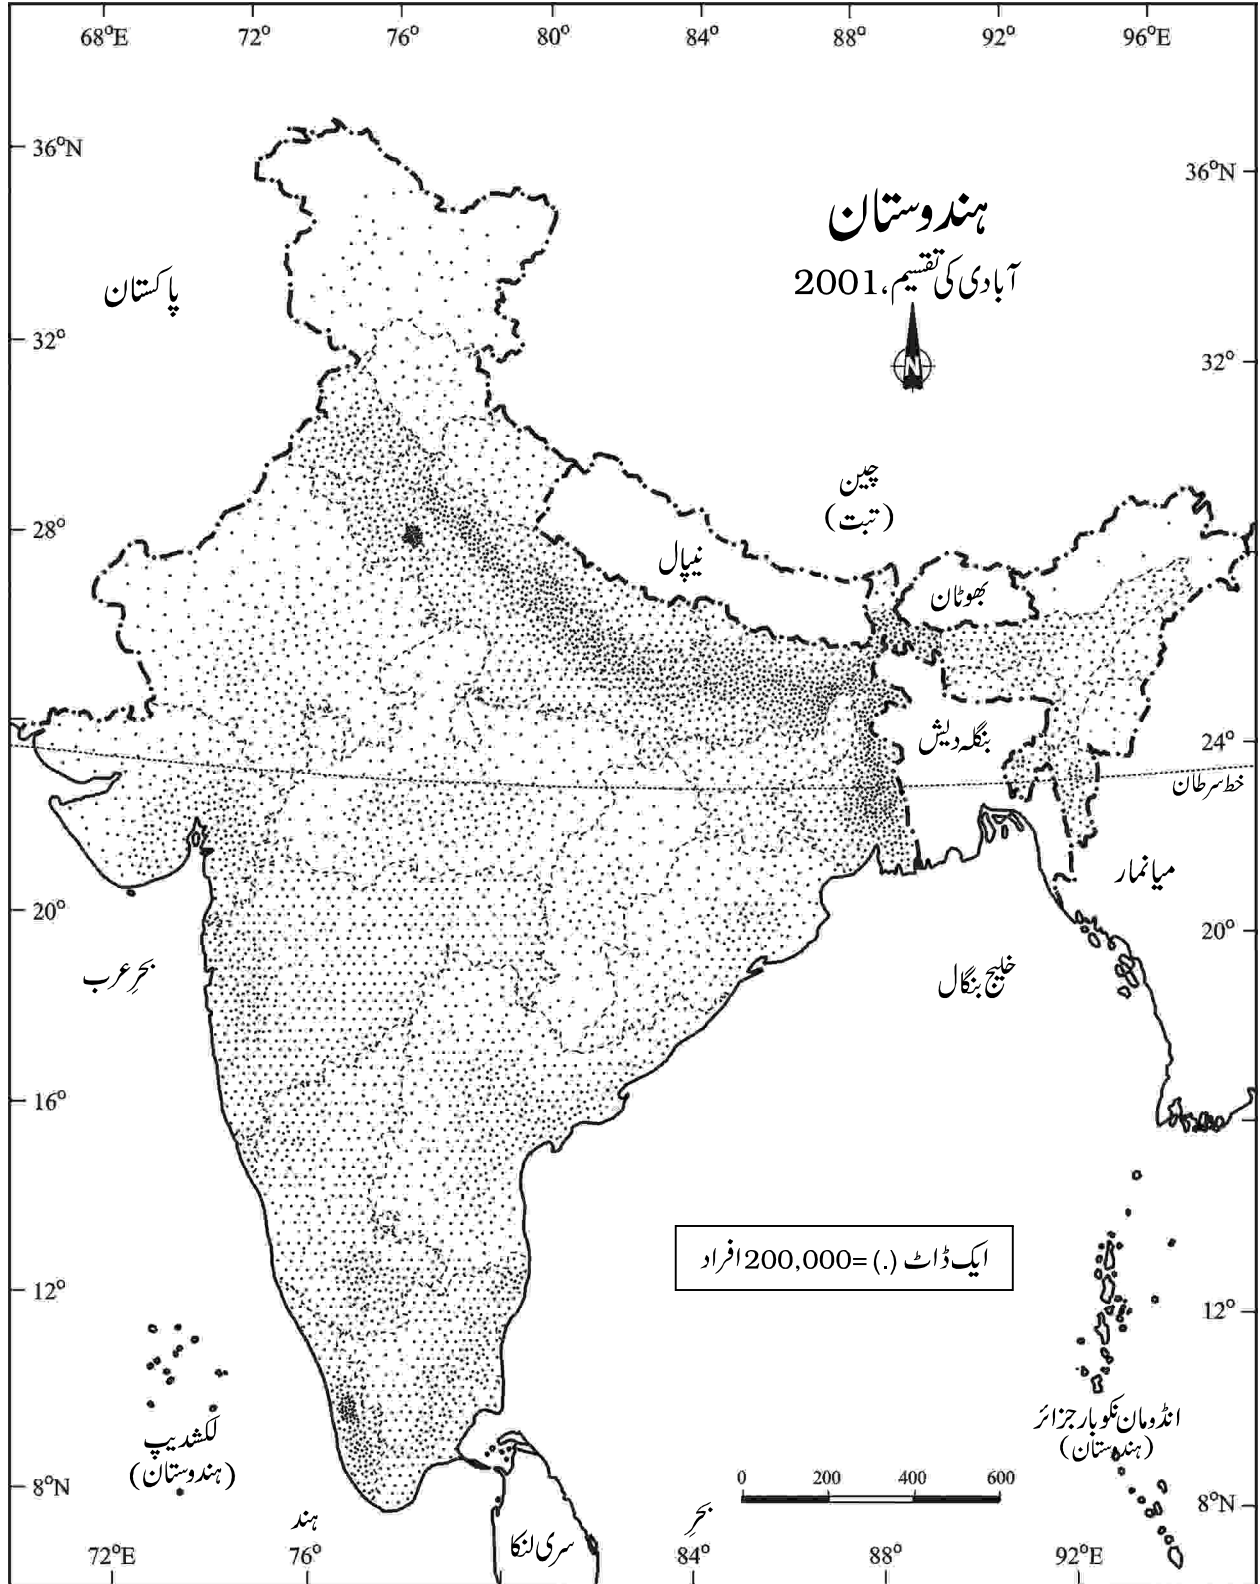 68°E 72° 76° 80° 84° 88° 92° 96°E
36°N
36°N
ہندوستان
آبادی کی تقسیم، 2001
پاکستان
32°
32°
N
چین
(تبت)
28°
نیپال
بھوٹان
بنگلہ دیش
24°
خط سرطان
میانمار
20°
20°
بحرِ عرب
خلیج بنگال
16°
ایک ڈاٹ (.) =200,000 افراد
12°
12°
لکشدیپ
(ہندوستان)
انڈومان نکوبار جزائر
(ہندوستان)
0 200 400 600
8°N
8°N
ہند
بحرِ
سری لنکا
72°E 76° 84° 88° 92°E